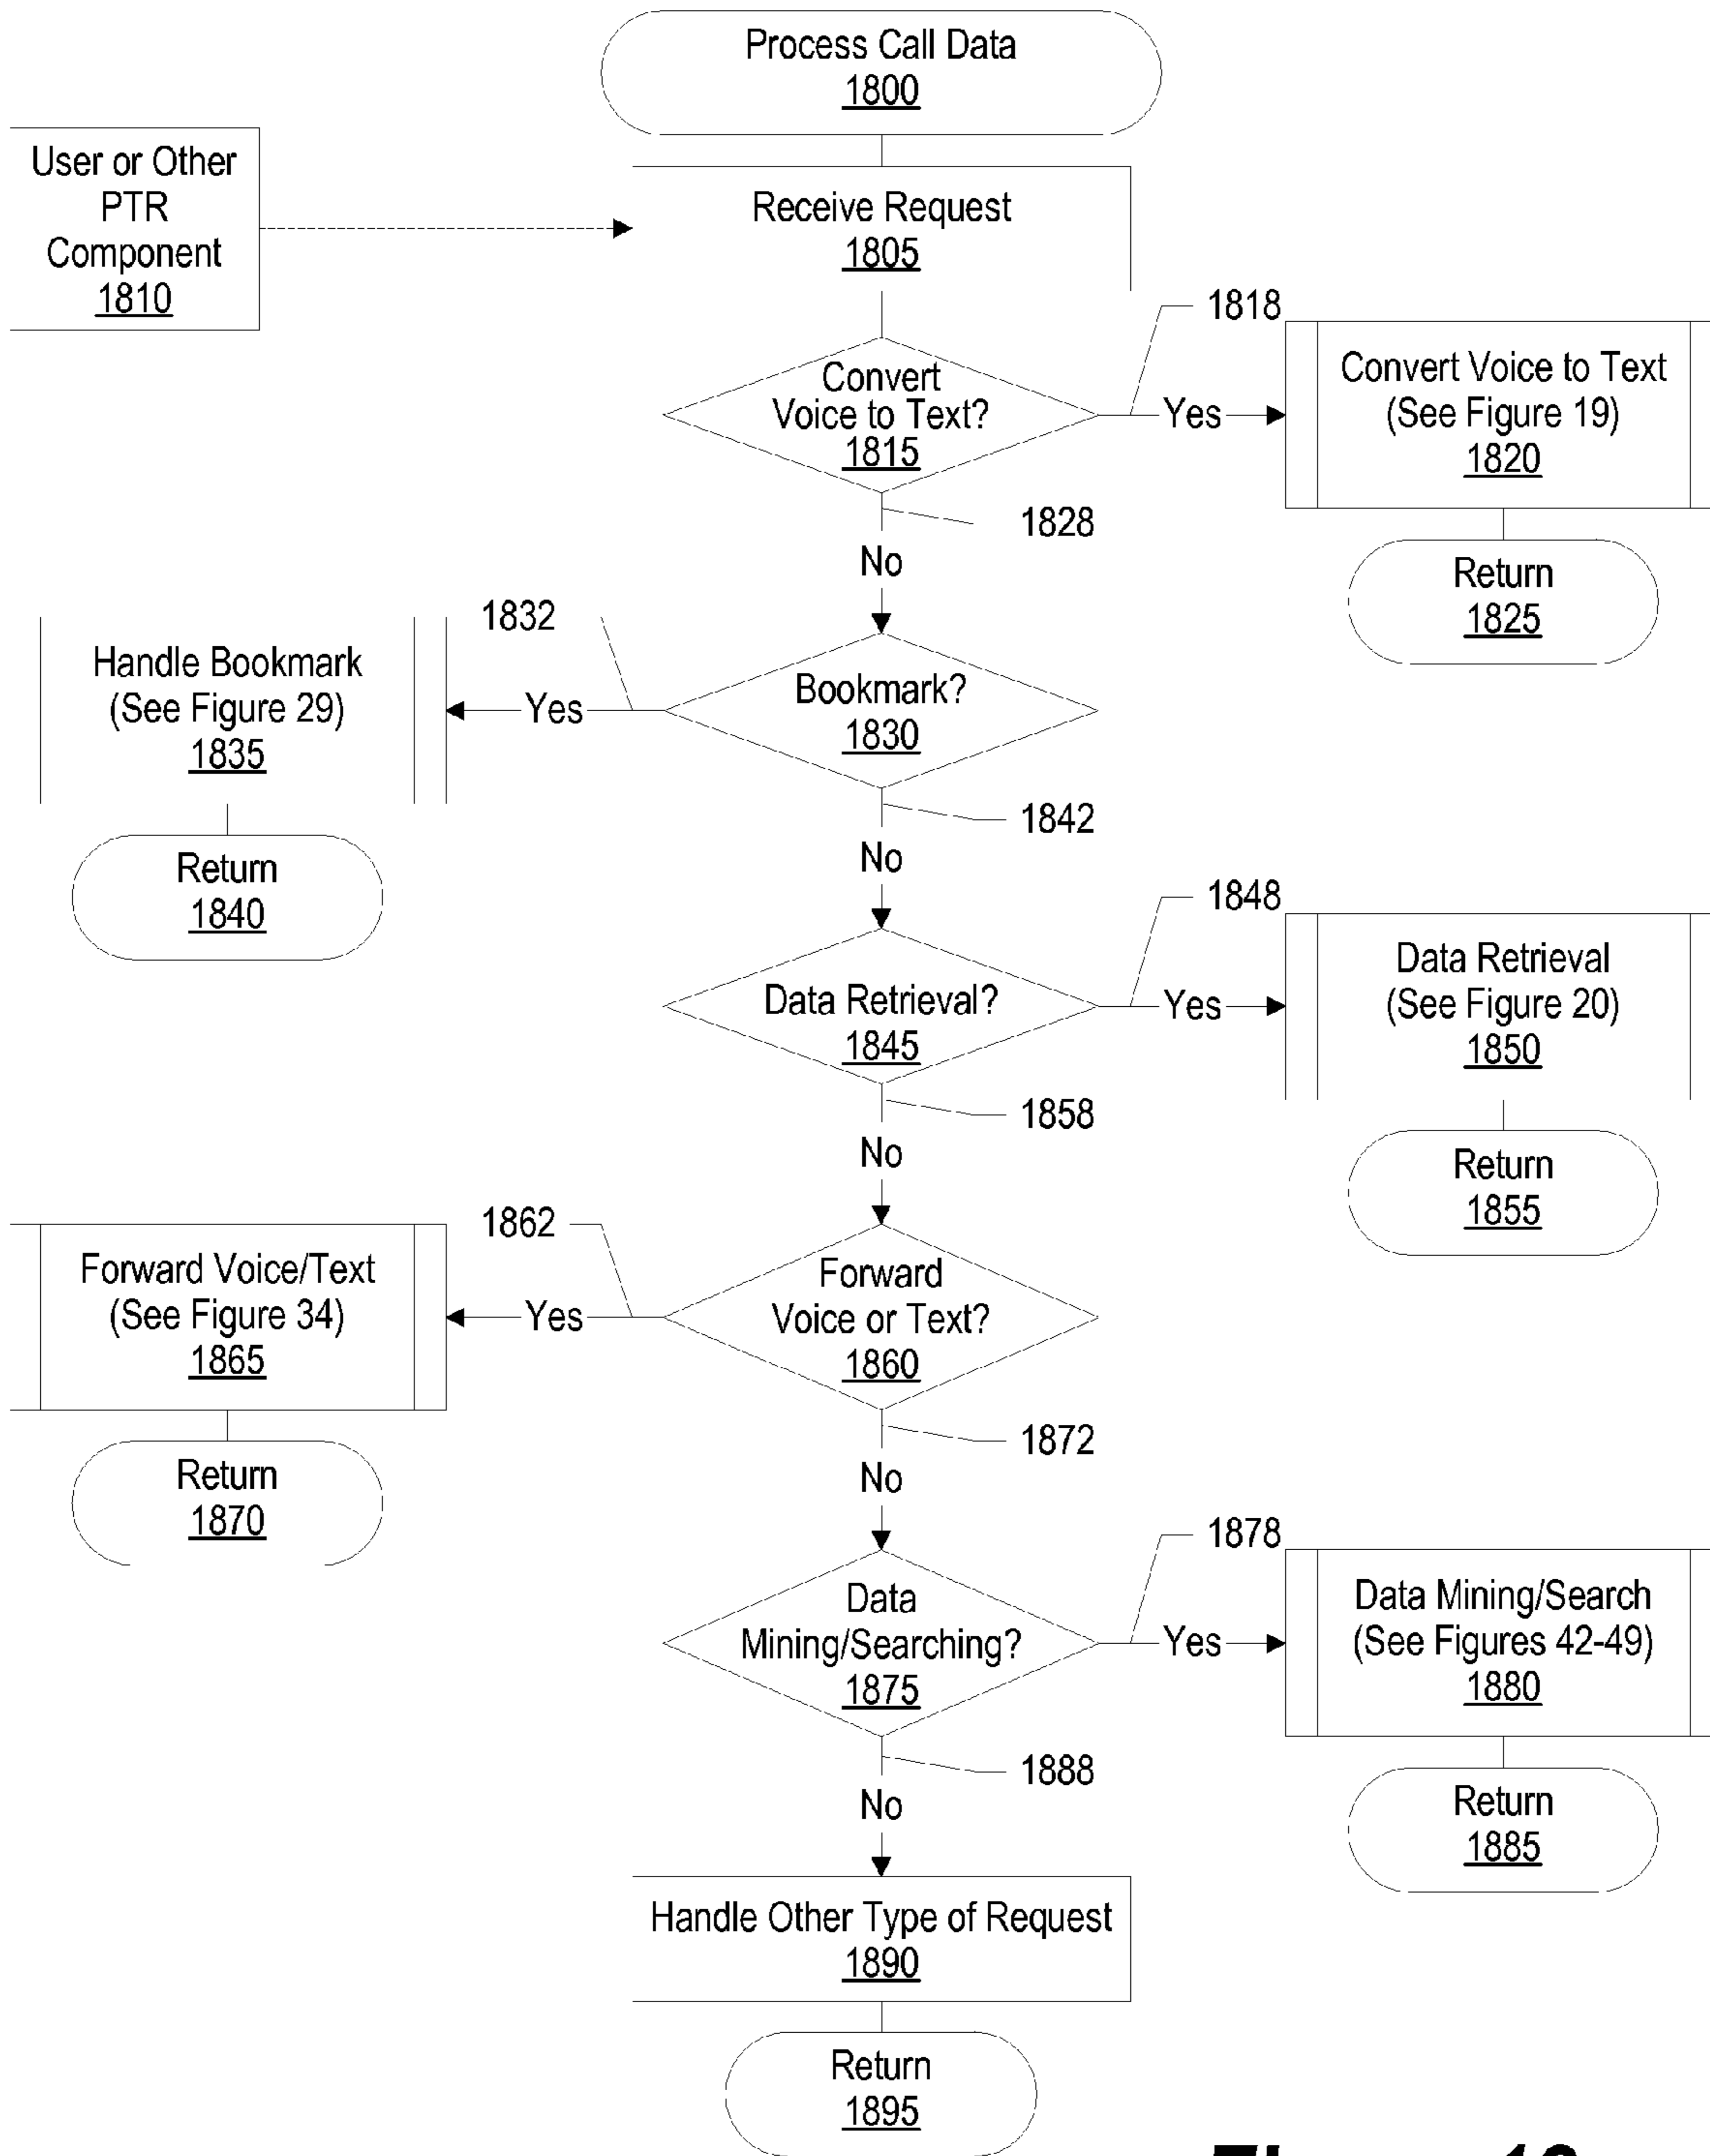 Process Call Data
1800
User or Other
PTR
Component
1810
Receive Request
1805
1818
Convert
Voice to Text?
1815
Yes
Convert Voice to Text
(See Figure 19)
1820
1828
No
Return
1825
1832
Handle Bookmark
(See Figure 29)
1835
Yes
Bookmark?
1830
1842
No
Return
1840
1848
Data Retrieval?
1845
Yes
Data Retrieval
(See Figure 20)
1850
1858
No
Return
1855
1862
Forward Voice/Text
(See Figure 34)
1865
Yes
Forward
Voice or Text?
1860
1872
No
Return
1870
1878
Data
Mining/Searching?
1875
Yes
Data Mining/Search
(See Figures 42-49)
1880
1888
No
Return
1885
Handle Other Type of Request
1890
Return
1895